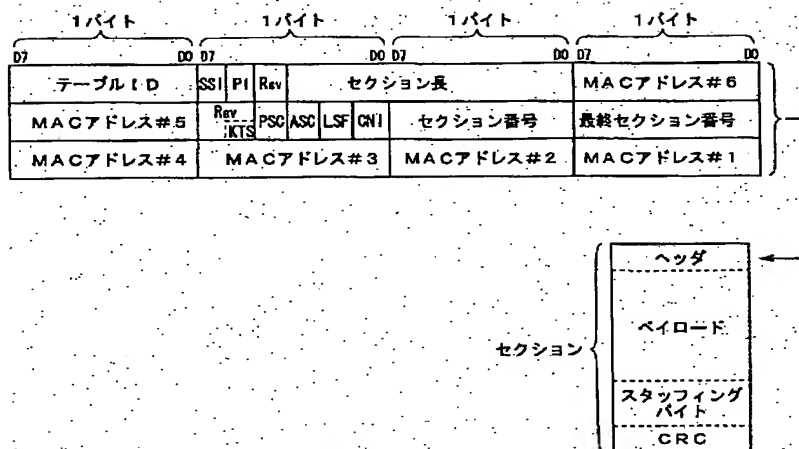 1バイト 1バイト 1バイト 1バイト
D7 D0 D7 D0 D7 D0 D7 D0
テーブルID SSI PI Rsv セクション長 MACアドレス#6
MACアドレス#5 Rsv KTS PSC ASC LSF CNI セクション番号 最終セクション番号
MACアドレス#4 MACアドレス#3 MACアドレス#2 MACアドレス#1
ヘッダ
ペイロード
セクション
スタッフィング
バイト
CRC